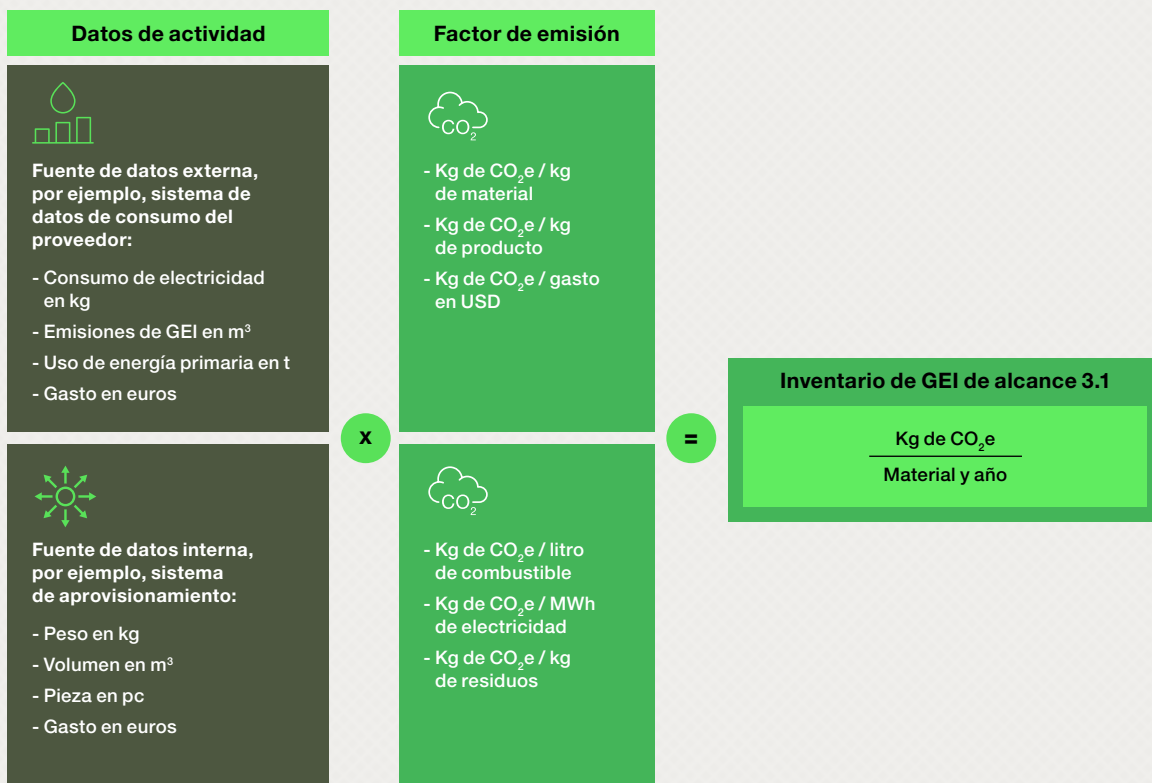 Datos de actividad
Fuente de datos externa,
por ejemplo, sistema de
datos de consumo del
proveedor:
- Consumo de electricidad
en kg
- Emisiones de GEI en m³
- Uso de energía primaria en t
- Gasto en euros
Fuente de datos interna,
por ejemplo, sistema
de aprovisionamiento:
- Peso en kg
- Volumen en m³
- Pieza en pc
- Gasto en euros
x
Factor de emisión
CO₂
- Kg de CO₂e / kg
de material
- Kg de CO₂e / kg
de producto
- Kg de CO₂e / gasto
en USD
CO₂
- Kg de CO₂e / litro
de combustible
- Kg de CO₂e / MWh
de electricidad
- Kg de CO₂e / kg
de residuos
=
Inventario de GEI de alcance 3.1
Kg de CO₂e
Material y año